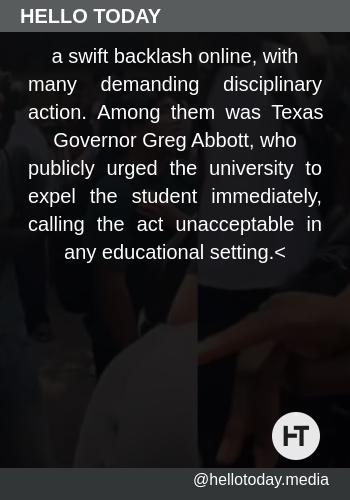 HELLO TODAY
a swift backlash online, with
many demanding disciplinary
action. Among them was Texas
Governor Greg Abbott, who
publicly urged the university to
expel the student immediately,
calling the act unacceptable in
any educational setting.<
HT
@hellotoday.media